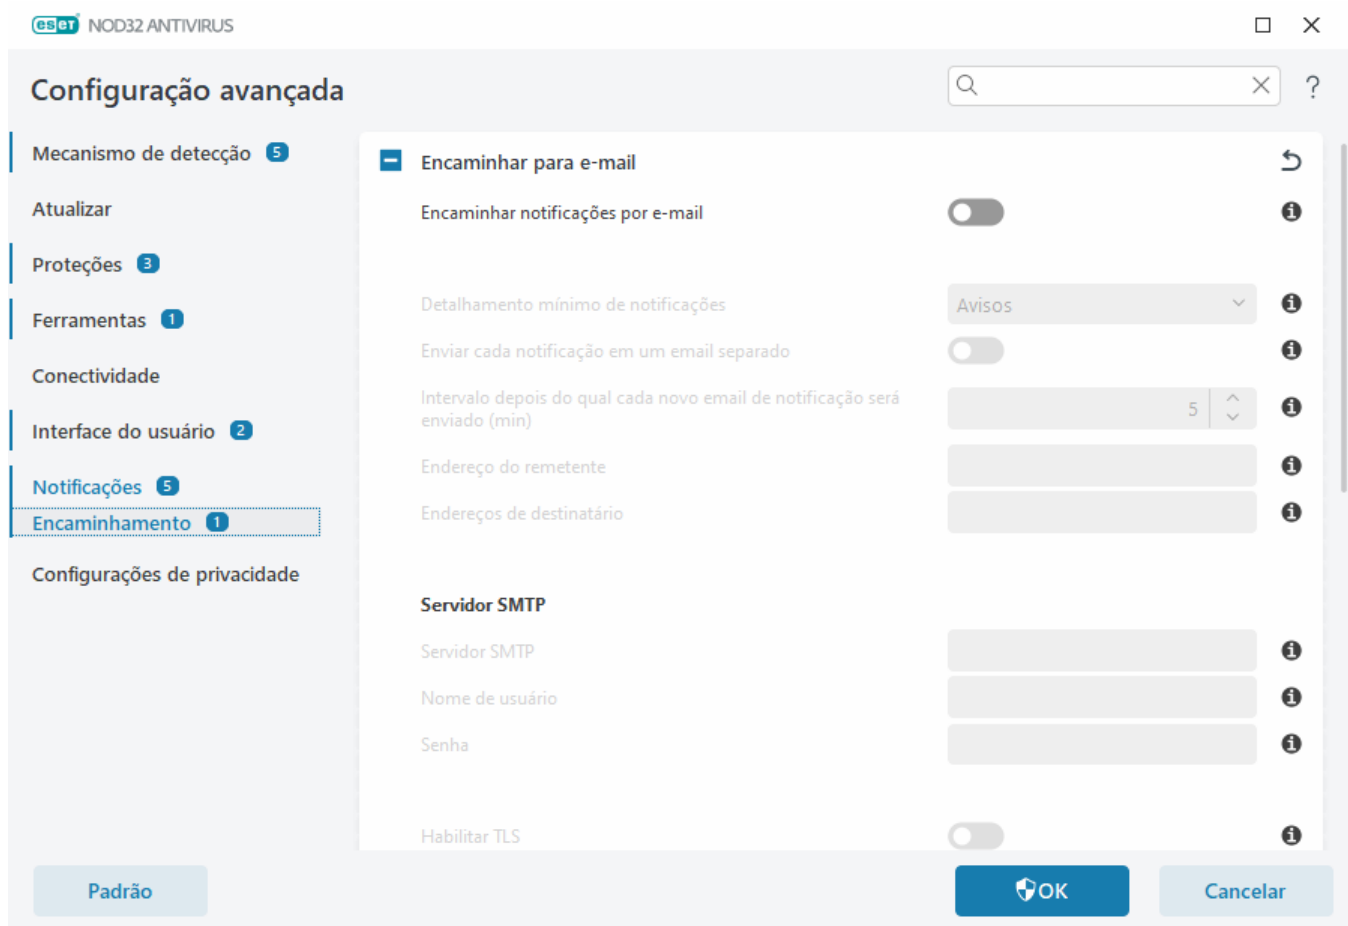 eset NOD32 ANTIVIRUS
Configuração avançada
?
Mecanismo de detecção 5
Atualizar
Proteções 3
Ferramentas 1
Conectividade
Interface do usuário 2
Notificações 5
Encaminhamento 1
Configurações de privacidade
Encaminhar para e-mail
Encaminhar notificações por e-mail
Detalhamento mínimo de notificações
Avisos
Enviar cada notificação em um email separado
Intervalo depois do qual cada novo email de notificação será
enviado (min)
5
Endereço do remetente
Endereços de destinatário
Servidor SMTP
Servidor SMTP
Nome de usuário
Senha
Habilitar TLS
Padrão
OK
Cancelar